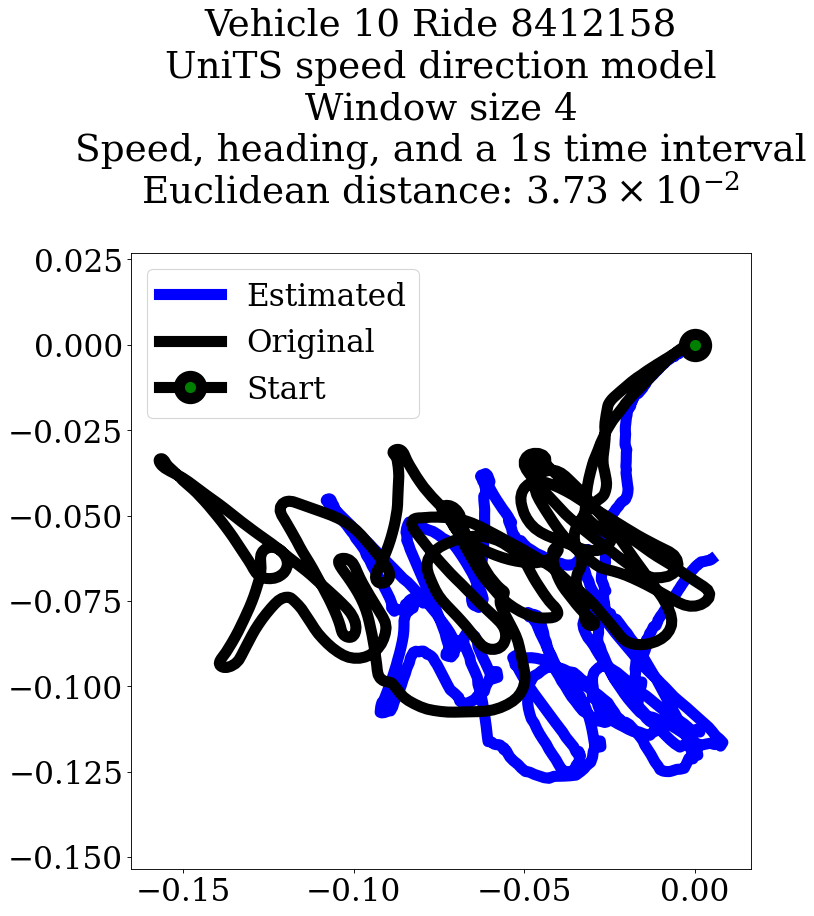 Vehicle 10 Ride 8412158
UniTS speed direction model
Window size 4
Speed, heading, and a 1s time interval
Euclidean distance: 3.73 × 10⁻²
Estimated
Original
Start
0.025
0.000
−0.025
−0.050
−0.075
−0.100
−0.125
−0.150
−0.15 −0.10 −0.05 0.00